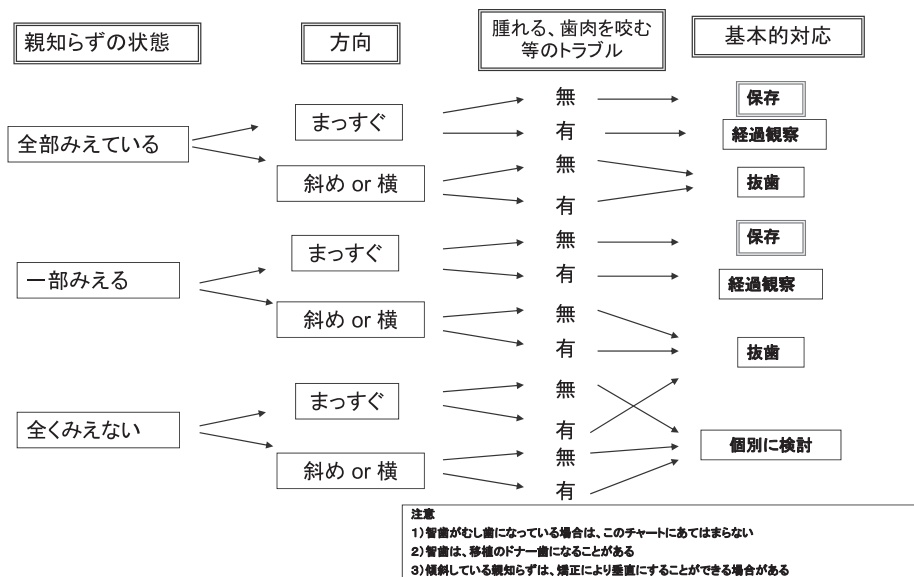 親知らずの状態
方向
腫れる、歯肉を咬む
等のトラブル
基本的対応
全部みえている
まっすぐ
無
保存
有
経過観察
斜め or 横
無
抜歯
有
一部みえる
まっすぐ
無
保存
有
経過観察
斜め or 横
無
有
抜歯
全くみえない
まっすぐ
無
有
個別に検討
斜め or 横
無
有
注意
1)智歯がむし歯になっている場合は、このチャートにあてはまらない
2)智歯は、移植のドナー歯になることがある
3)傾斜している親知らずは、矯正により垂直にすることができる場合がある